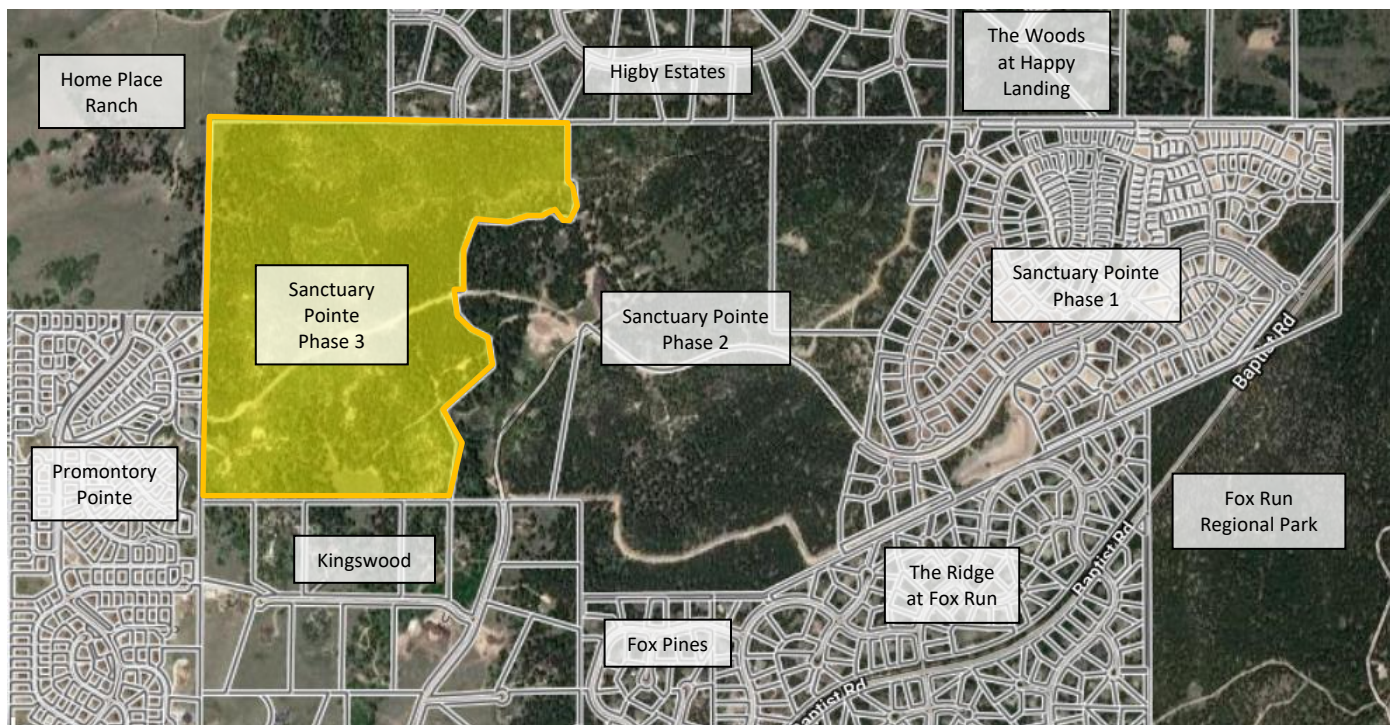 Home Place
Ranch
Higby Estates
The Woods
at Happy
Landing
Sanctuary
Pointe
Phase 3
Sanctuary Pointe
Phase 2
Sanctuary Pointe
Phase 1
Baptist Rd
Promontory
Pointe
Kingswood
Fox Pines
The Ridge
at Fox Run
Baptist Rd
Fox Run
Regional Park
Baptist Rd